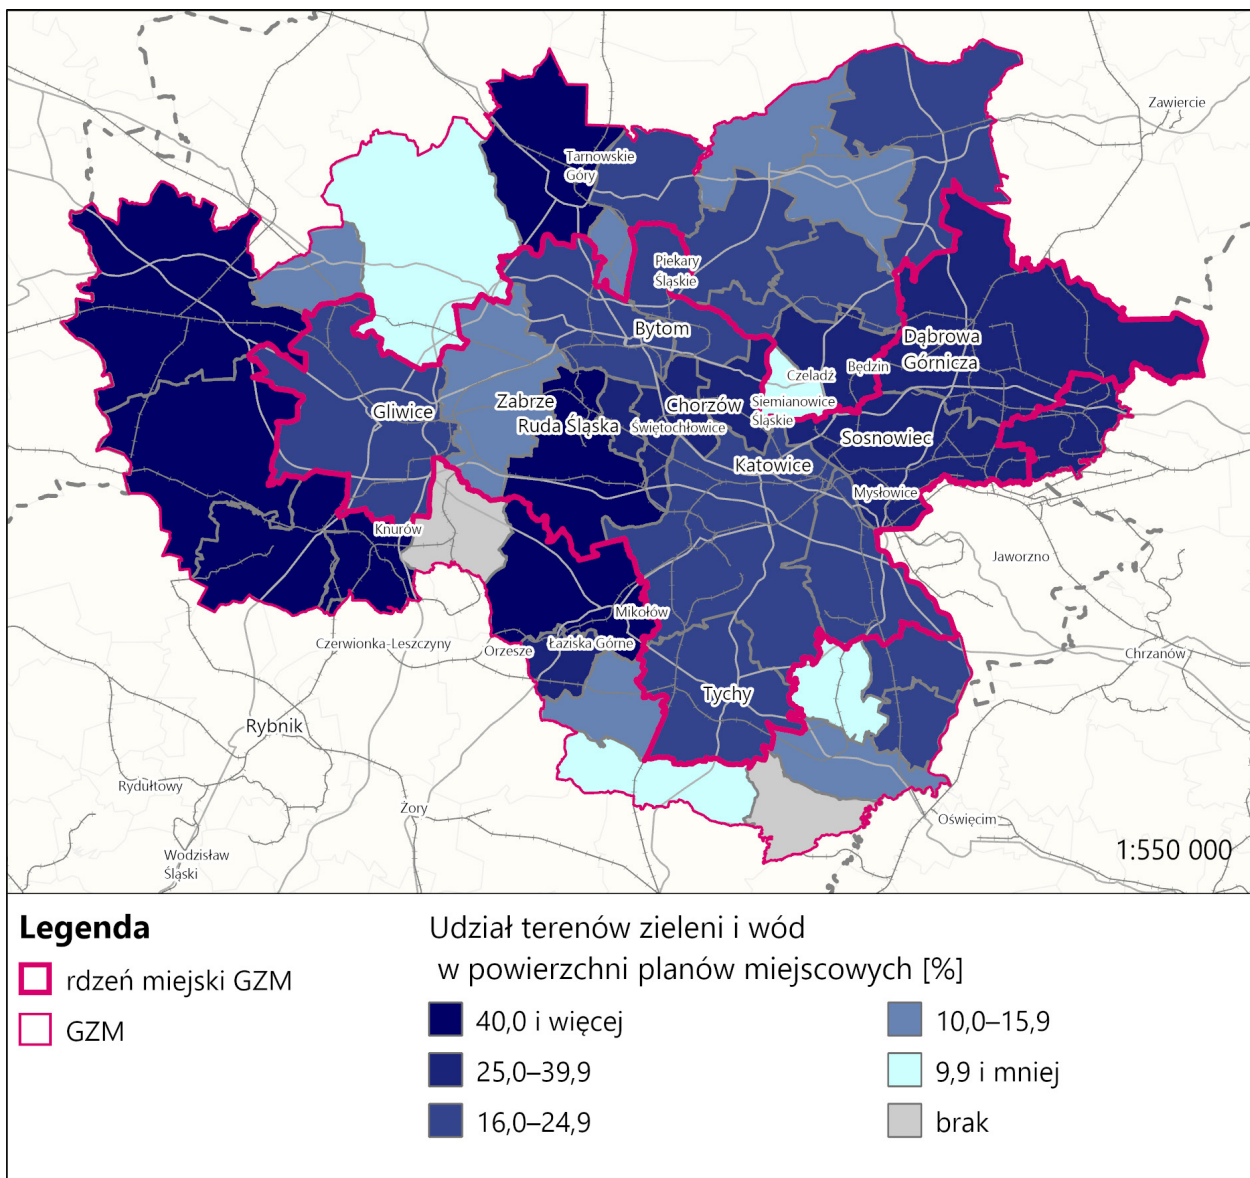 Zawiercie
Tarnowskie
Góry
Piekary
Śląskie
Bytom
Dąbrowa
Górnicza
Będzin
Czeladź
Zabrze
Chorzów
Siemianowice
Śląskie
Gliwice
Ruda Śląska
Świętochłowice
Sosnowiec
Katowice
Mysłowice
Knurów
Jaworzno
Mikołów
Czerwionka-Leszczyny
Orzesze
Łaziska Górne
Chrzanów
Tychy
Rybnik
Rydułtowy
Żory
Oświęcim
Wodzisław
Śląski
1:550 000
Legenda
rdzeń miejski GZM
GZM
Udział terenów zieleni i wód
w powierzchni planów miejscowych [%]
40,0 i więcej
25,0–39,9
16,0–24,9
10,0–15,9
9,9 i mniej
brak